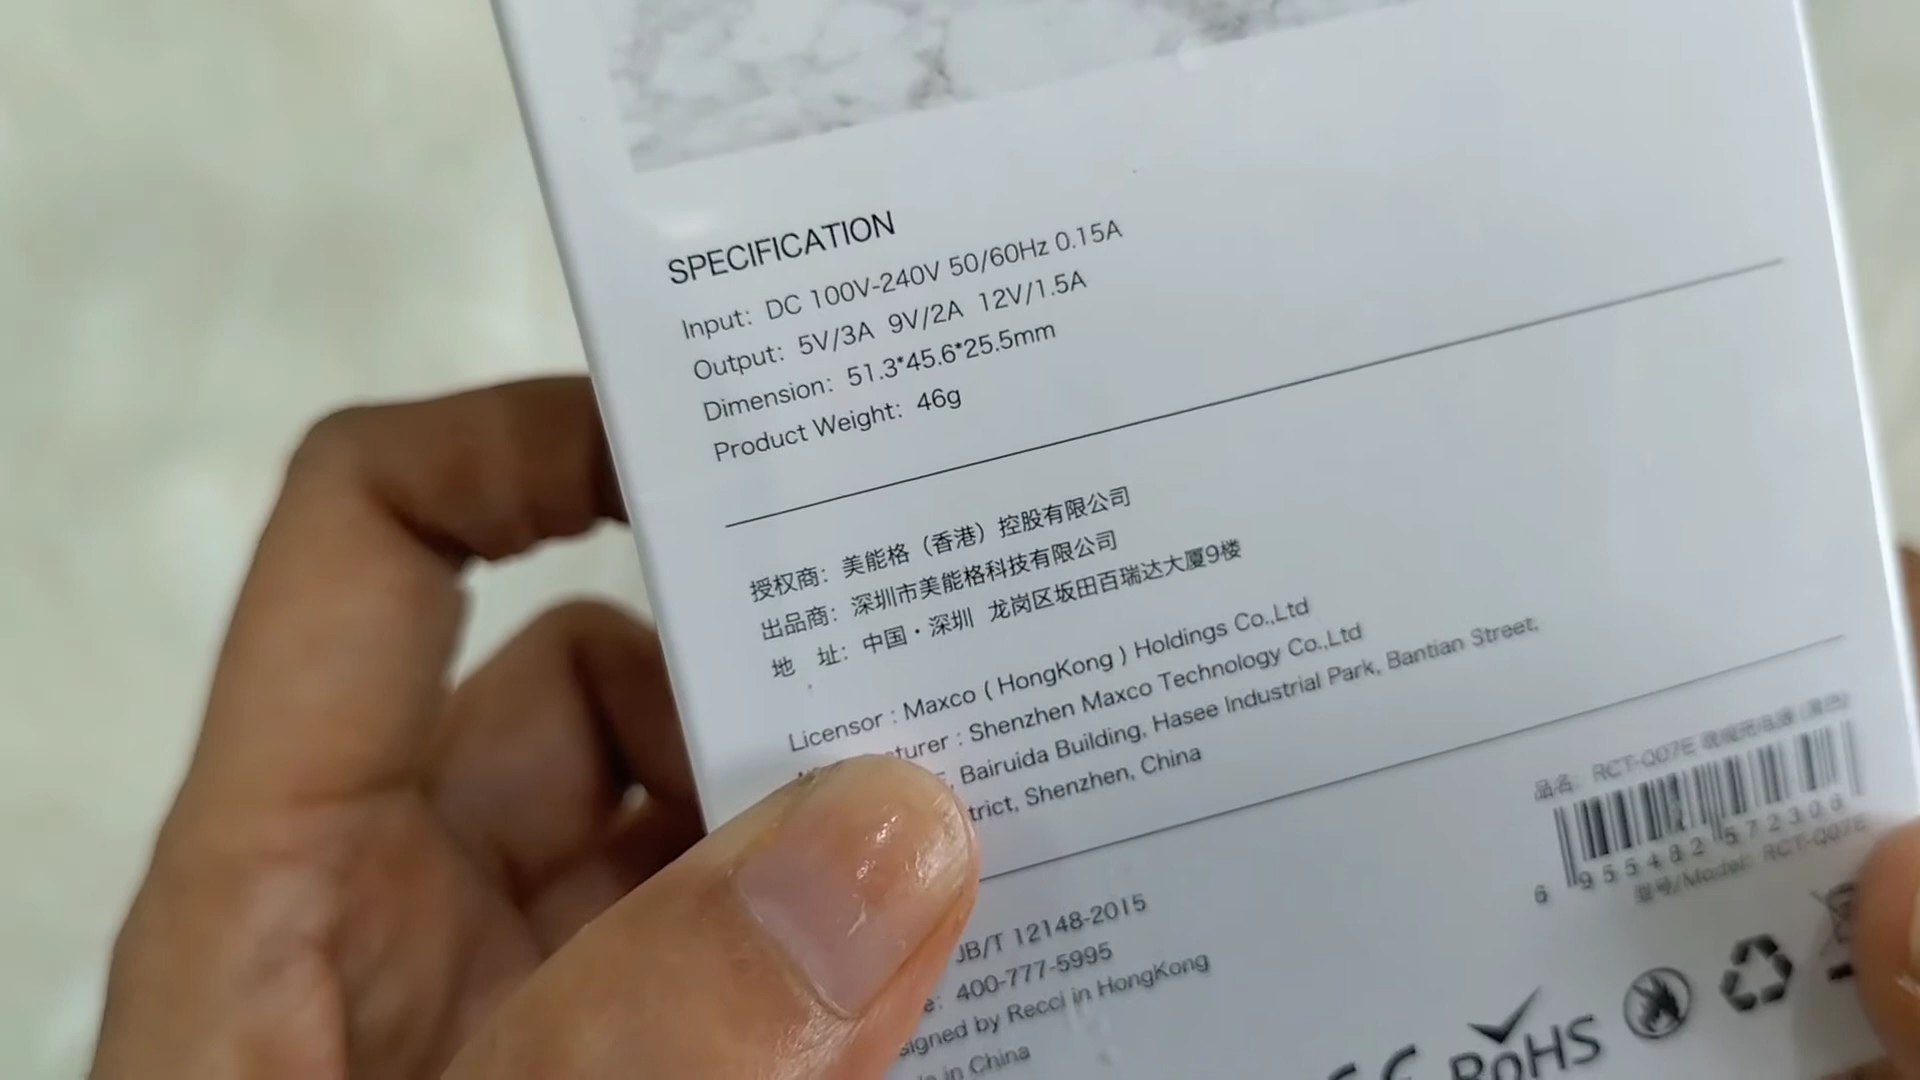 SPECIFICATION
Input: DC 100V-240V 50/60Hz 0.15A
Output: 5V/3A 9V/2A 12V/1.5A
Dimension: 51.3*45.6*25.5mm
Product Weight: 46g
授权商：美能格（香港）控股有限公司
出品商：深圳市美能格科技有限公司
地 址：中国·深圳 龙岗区坂田百瑞达大厦9楼
Licensor : Maxco ( HongKong ) Holdings Co.,Ltd
turer : Shenzhen Maxco Technology Co.,Ltd
Bairuida Building, Hasee Industrial Park, Bantian Street,
trict, Shenzhen, China
品名: RCT-Q07E
6 955482 572306
型号/Model: RCT-Q07E
JB/T 12148-2015
e: 400-777-5995
signed by Recci in HongKong
in China
RoHS